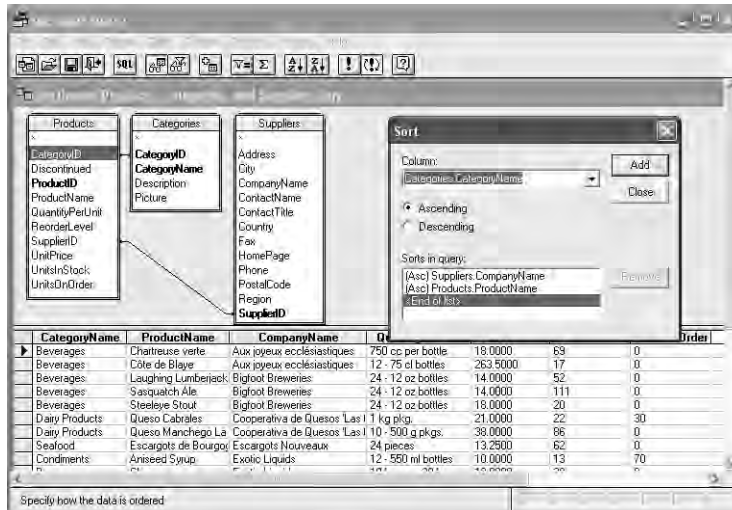 SQL
Products
Categories
Suppliers
*
*
*
CategoryID
Discontinued
ProductID
ProductName
QuantityPerUnit
ReorderLevel
SupplierID
UnitPrice
UnitsInStock
UnitsOnOrder
CategoryID
CategoryName
Description
Picture
Address
City
CompanyName
ContactName
ContactTitle
Country
Fax
HomePage
Phone
PostalCode
Region
SupplierID
Sort
Column:
Categories.CategoryName
Add
Close
Ascending
Descending
Sorts in query:
(Asc) Suppliers.CompanyName
(Asc) Products.ProductName
<End of list>
Remove
CategoryName ProductName CompanyName Order
Beverages Chartreuse verte Aux joyeux ecclésiastiques 750 cc per bottle 18.0000 69 0
Beverages Côte de Blaye Aux joyeux ecclésiastiques 12 - 75 cl bottles 263.5000 17 0
Beverages Laughing Lumberjack Bigfoot Breweries 24 - 12 oz bottles 14.0000 52 0
Beverages Sasquatch Ale Bigfoot Breweries 24 - 12 oz bottles 14.0000 111 0
Beverages Steeleye Stout Bigfoot Breweries 24 - 12 oz bottles 18.0000 20 0
Dairy Products Queso Cabrales Cooperativa de Quesos 'Las 1 kg pkg. 21.0000 22 30
Dairy Products Queso Manchego La Cooperativa de Quesos 'Las 10 - 500 g pkgs. 38.0000 86 0
Seafood Escargots de Bourgog Escargots Nouveaux 24 pieces 13.2500 62 0
Condiments Aniseed Syrup Exotic Liquids 12 - 550 ml bottles 10.0000 13 70
Specify how the data is ordered